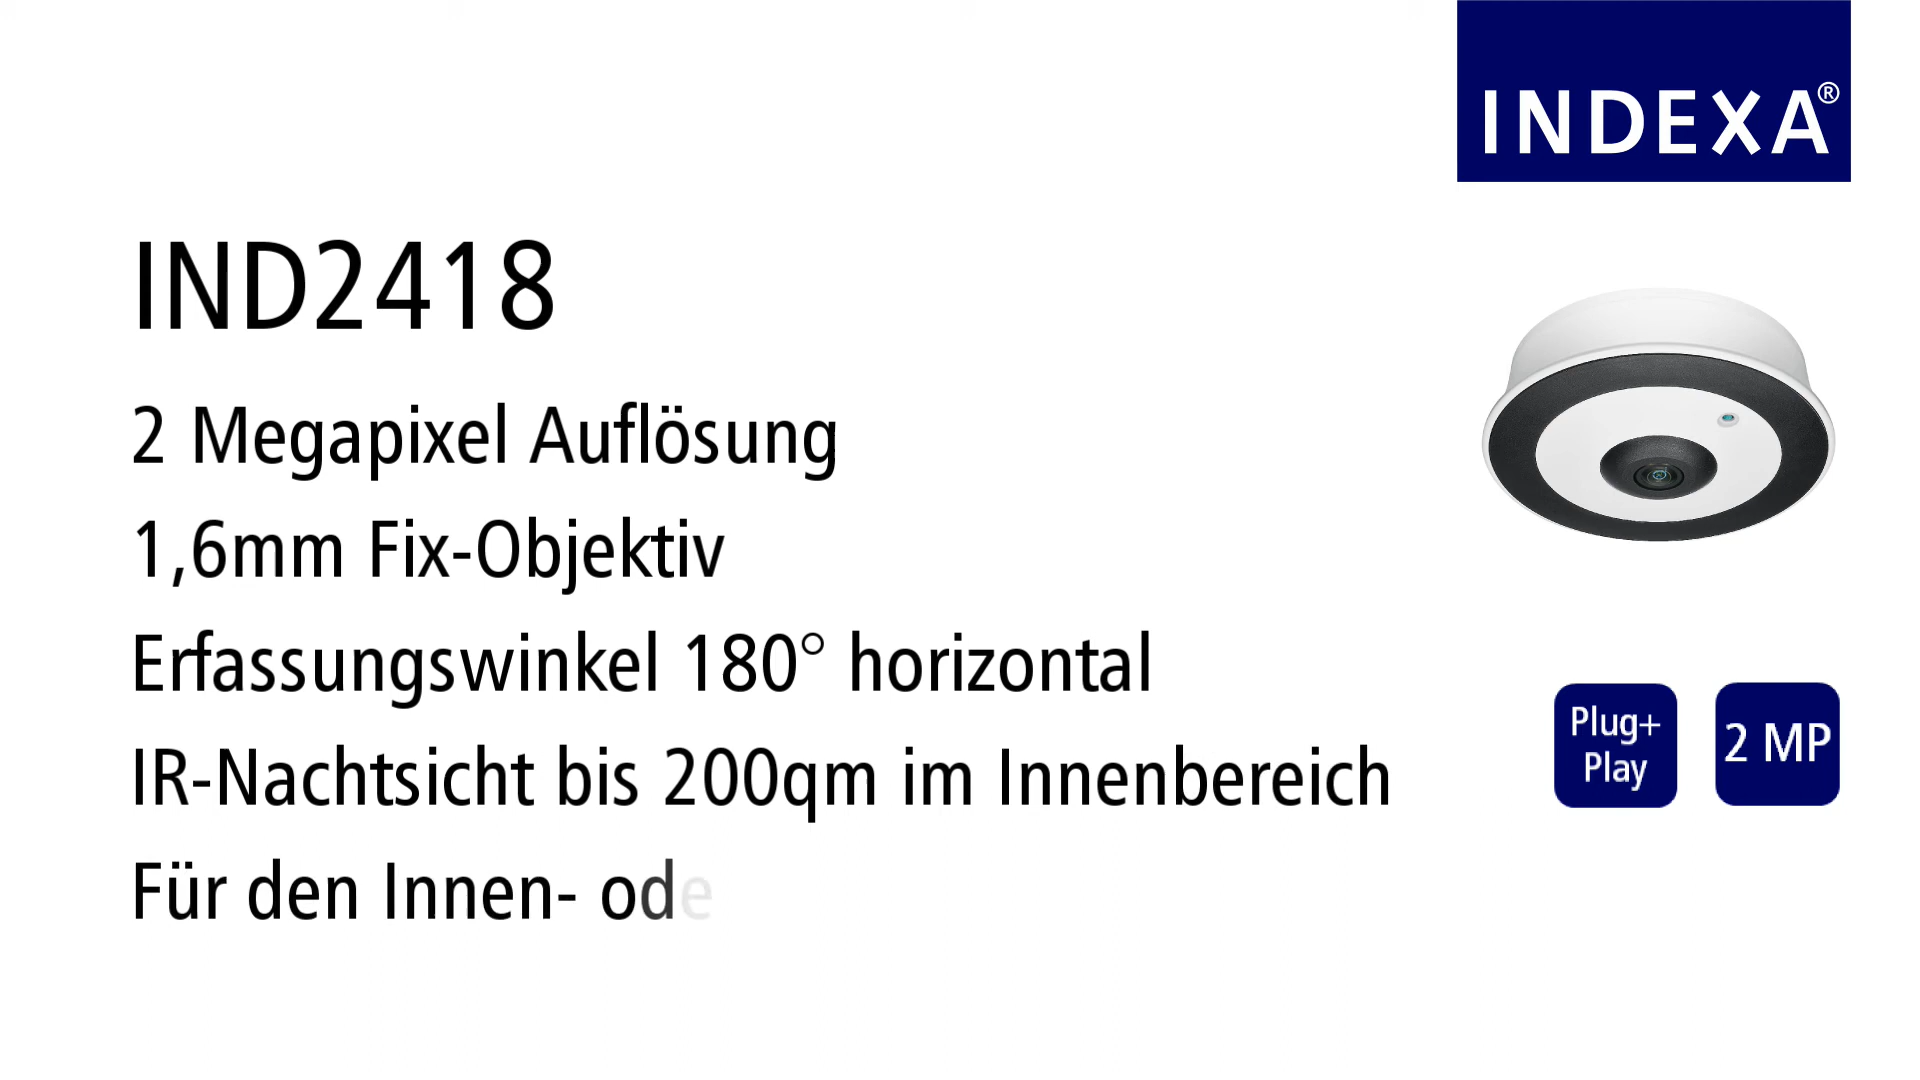 INDEXA®
IND2418
2 Megapixel Auflösung
1,6mm Fix-Objektiv
Erfassungswinkel 180° horizontal
IR-Nachtsicht bis 200qm im Innenbereich
Für den Innen- ode
Plug+
Play
2 MP